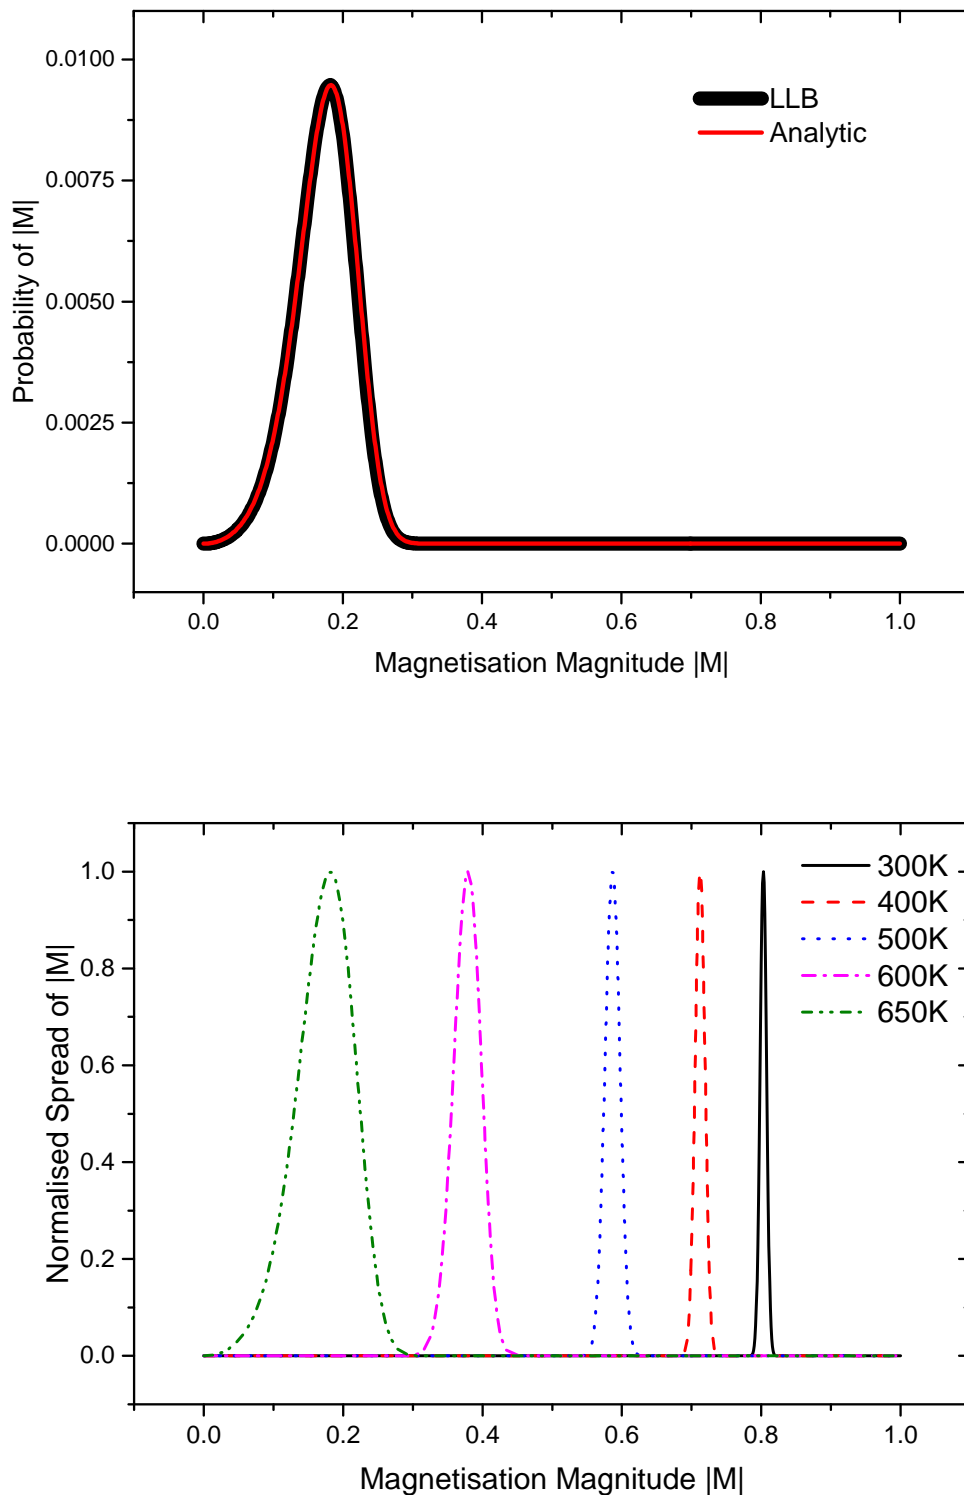 0.0100
0.0075
0.0050
0.0025
0.0000
Probability of |M|
LLB
Analytic
0.0
0.2
0.4
0.6
0.8
1.0
Magnetisation Magnitude |M|
1.0
0.8
0.6
0.4
0.2
0.0
Normalised Spread of |M|
300K
400K
500K
600K
650K
0.0
0.2
0.4
0.6
0.8
1.0
Magnetisation Magnitude |M|